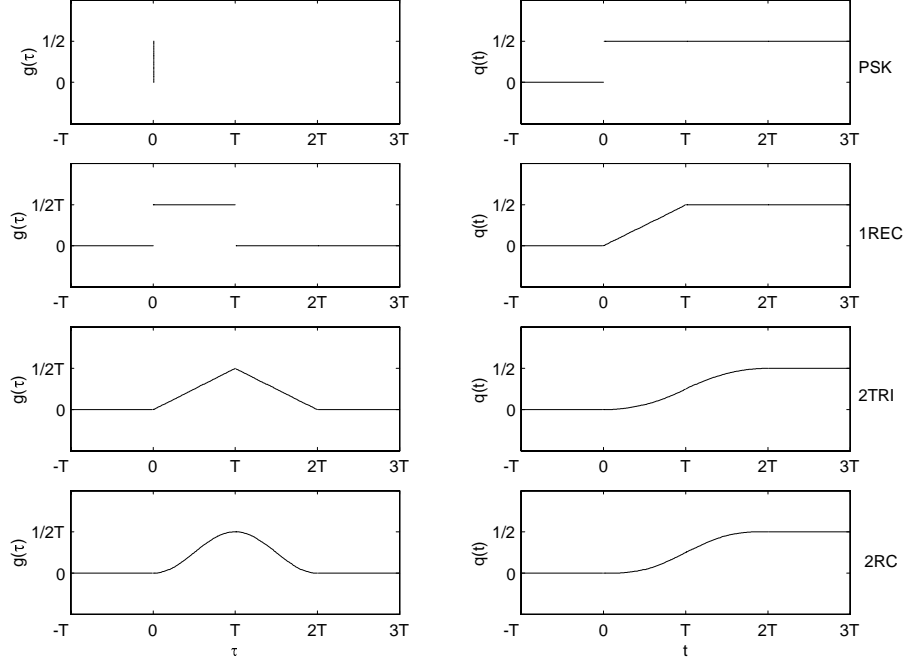 g(τ)
1/2
0
-T 0 T 2T 3T
q(t)
1/2
0
-T 0 T 2T 3T
PSK
g(τ)
1/2T
0
-T 0 T 2T 3T
q(t)
1/2
0
-T 0 T 2T 3T
1REC
g(τ)
1/2T
0
-T 0 T 2T 3T
q(t)
1/2
0
-T 0 T 2T 3T
2TRI
g(τ)
1/2T
0
-T 0 T 2T 3T
τ
q(t)
1/2
0
-T 0 T 2T 3T
t
2RC